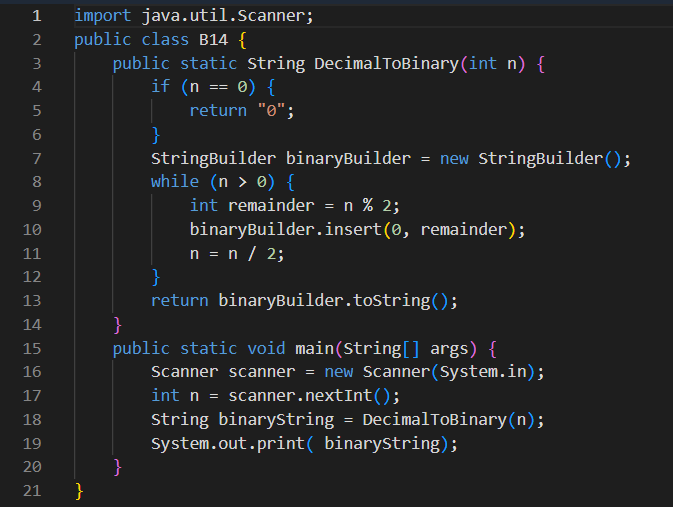 1 import java.util.Scanner;
2 public class B14 {
3 public static String DecimalToBinary(int n) {
4 if (n == 0) {
5 return "0";
6 }
7 StringBuilder binaryBuilder = new StringBuilder();
8 while (n > 0) {
9 int remainder = n % 2;
10 binaryBuilder.insert(0, remainder);
11 n = n / 2;
12 }
13 return binaryBuilder.toString();
14 }
15 public static void main(String[] args) {
16 Scanner scanner = new Scanner(System.in);
17 int n = scanner.nextInt();
18 String binaryString = DecimalToBinary(n);
19 System.out.print( binaryString);
20 }
21 }